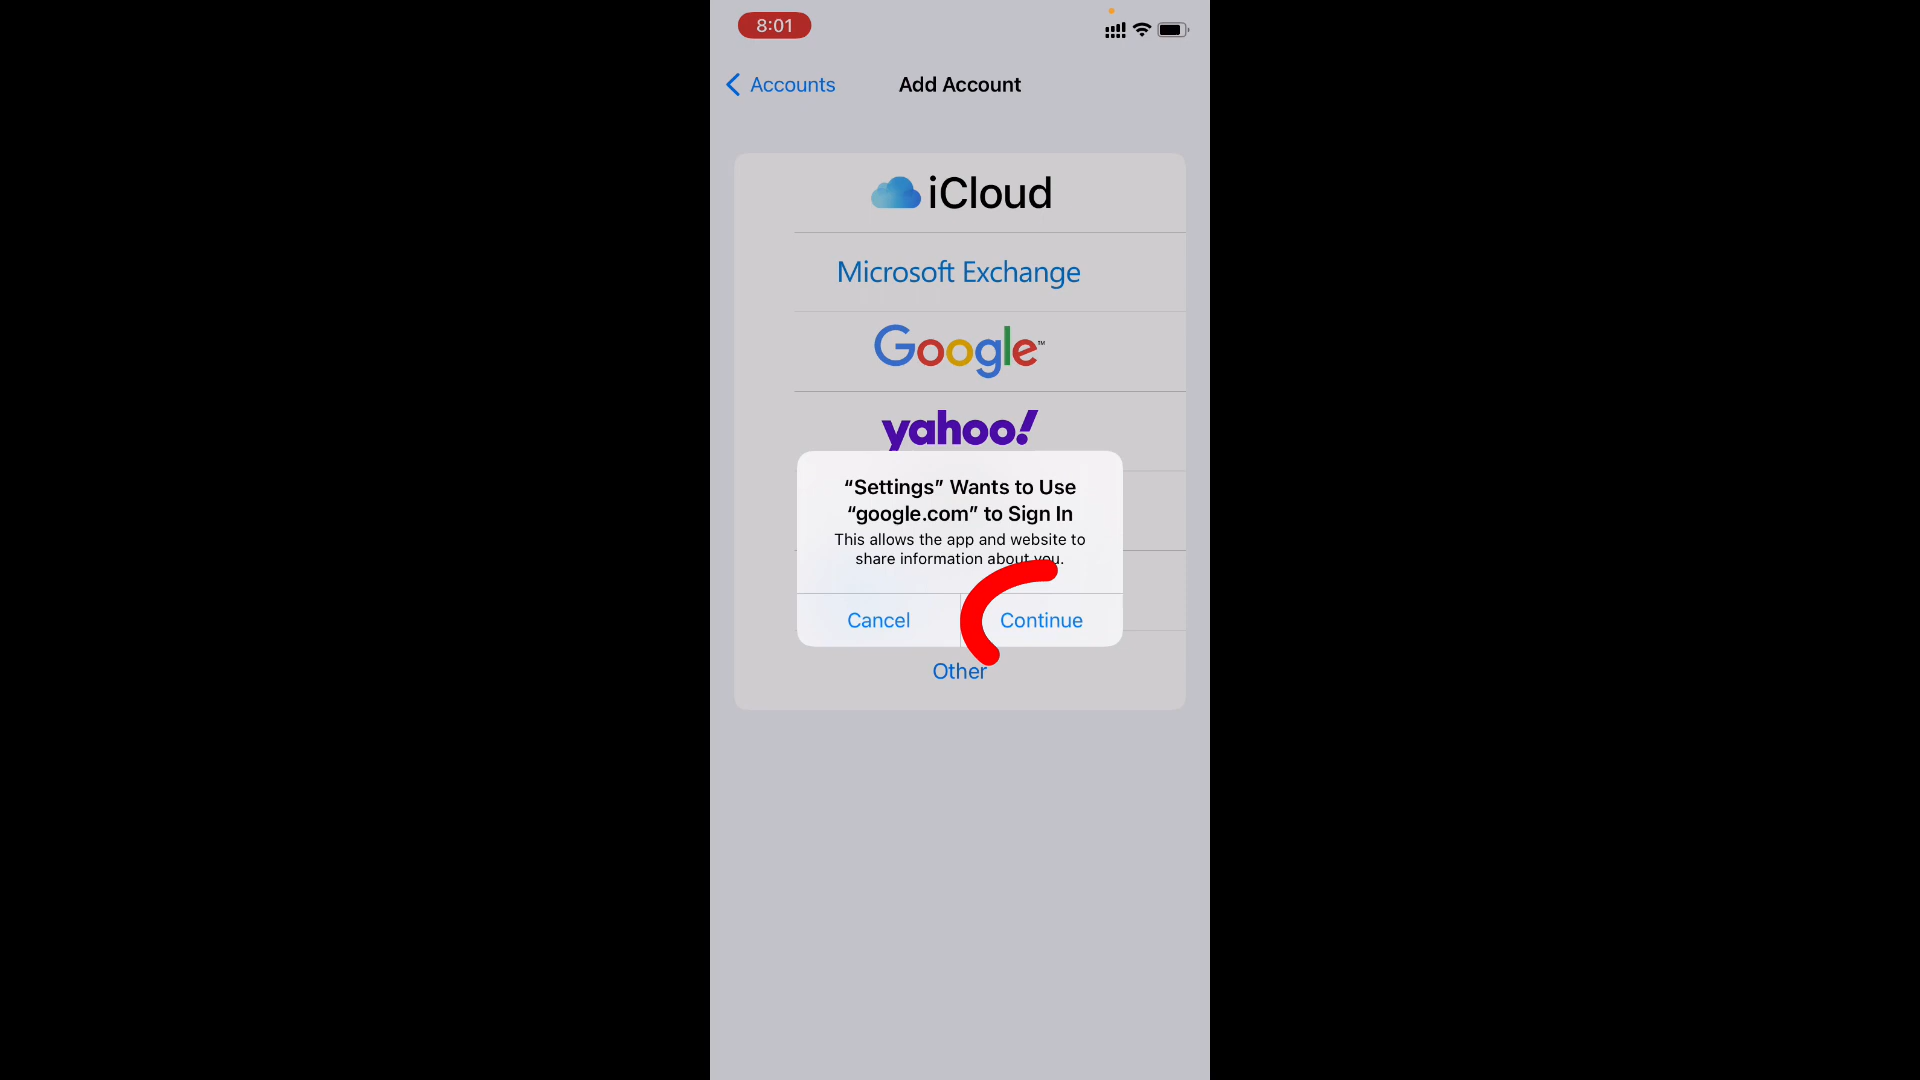 8:01
Accounts
Add Account
iCloud
Microsoft Exchange
Google™
yahoo!
“Settings” Wants to Use
“google.com” to Sign In
This allows the app and website to
share information about you.
Cancel
Continue
Other